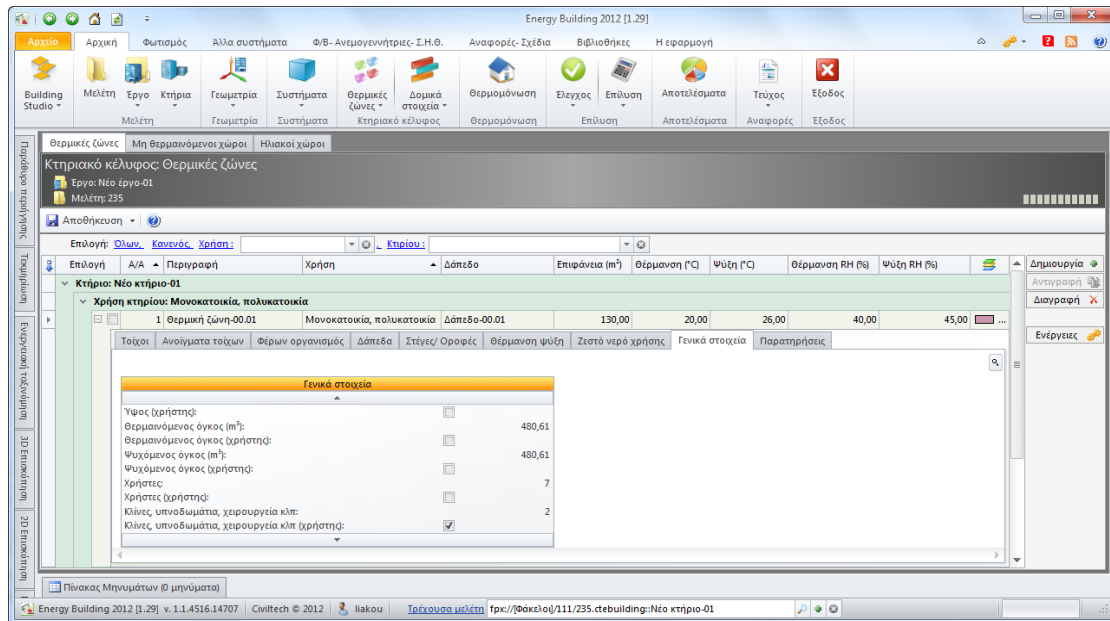 Energy Building 2012 [1.29]
Αρχείο Αρχική Φωτισμός Άλλα συστήματα Φ/Β- Ανεμογεννήτριες- Σ.Η.Θ. Αναφορές- Σχέδια Βιβλιοθήκες Η εφαρμογή
Building Studio Μελέτη Έργο Κτήρια Γεωμετρία Συστήματα Θερμικές ζώνες Δομικά στοιχεία Θερμομόνωση Έλεγχος Επίλυση Αποτελέσματα Τεύχος Έξοδος
Μελέτη Γεωμετρία Συστήματα Κτηριακό κέλυφος Θερμομόνωση Επίλυση Αποτελέσματα Αναφορές Έξοδος
Παράθυρο περιήγησης
Τεκμηρίωση
Ενεργειακή ταξινόμηση
3D Επισκόπηση
2D Επισκόπηση
Θερμικές ζώνες Μη θερμαινόμενοι χώροι Ηλιακοί χώροι
Κτηριακό κέλυφος: Θερμικές ζώνες
Έργο: Νέο έργο-01
Μελέτη: 235
Αποθήκευση
Επιλογή: Όλων, Κανενός, Χρήση : , Κτιρίου :
Επιλογή Α/Α Περιγραφή Χρήση Δάπεδο Επιφάνεια (m²) Θέρμανση (°C) Ψύξη (°C) Θέρμανση RH (%) Ψύξη RH (%)
Κτήριο: Νέο κτήριο-01
Χρήση κτηρίου: Μονοκατοικία, πολυκατοικία
1 Θερμική ζώνη-00.01 Μονοκατοικία, πολυκατοικία Δάπεδο-00.01 130,00 20,00 26,00 40,00 45,00 ...
Τοίχοι Ανοίγματα τοίχων Φέρων οργανισμός Δάπεδα Στέγες/ Οροφές Θέρμανση ψύξη Ζεστό νερό χρήσης Γενικά στοιχεία Παρατηρήσεις
Γενικά στοιχεία
Ύψος (χρήστης):
Θερμαινόμενος όγκος (m³): 480,61
Θερμαινόμενος όγκος (χρήστης):
Ψυχόμενος όγκος (m³): 480,61
Ψυχόμενος όγκος (χρήστης):
Χρήστες: 7
Χρήστες (χρήστης):
Κλίνες, υπνοδωμάτια, χειρουργεία κλπ: 2
Κλίνες, υπνοδωμάτια, χειρουργεία κλπ (χρήστης):
Δημιουργία
Αντιγραφή
Διαγραφή
Ενέργειες
Πίνακας Μηνυμάτων (0 μηνύματα)
Energy Building 2012 [1.29] v. 1.1.4516.14707 Civiltech © 2012 liakou Τρέχουσα μελέτη fpx://[Φάκελοι]/111/235.ctebuilding::Νέο κτήριο-01